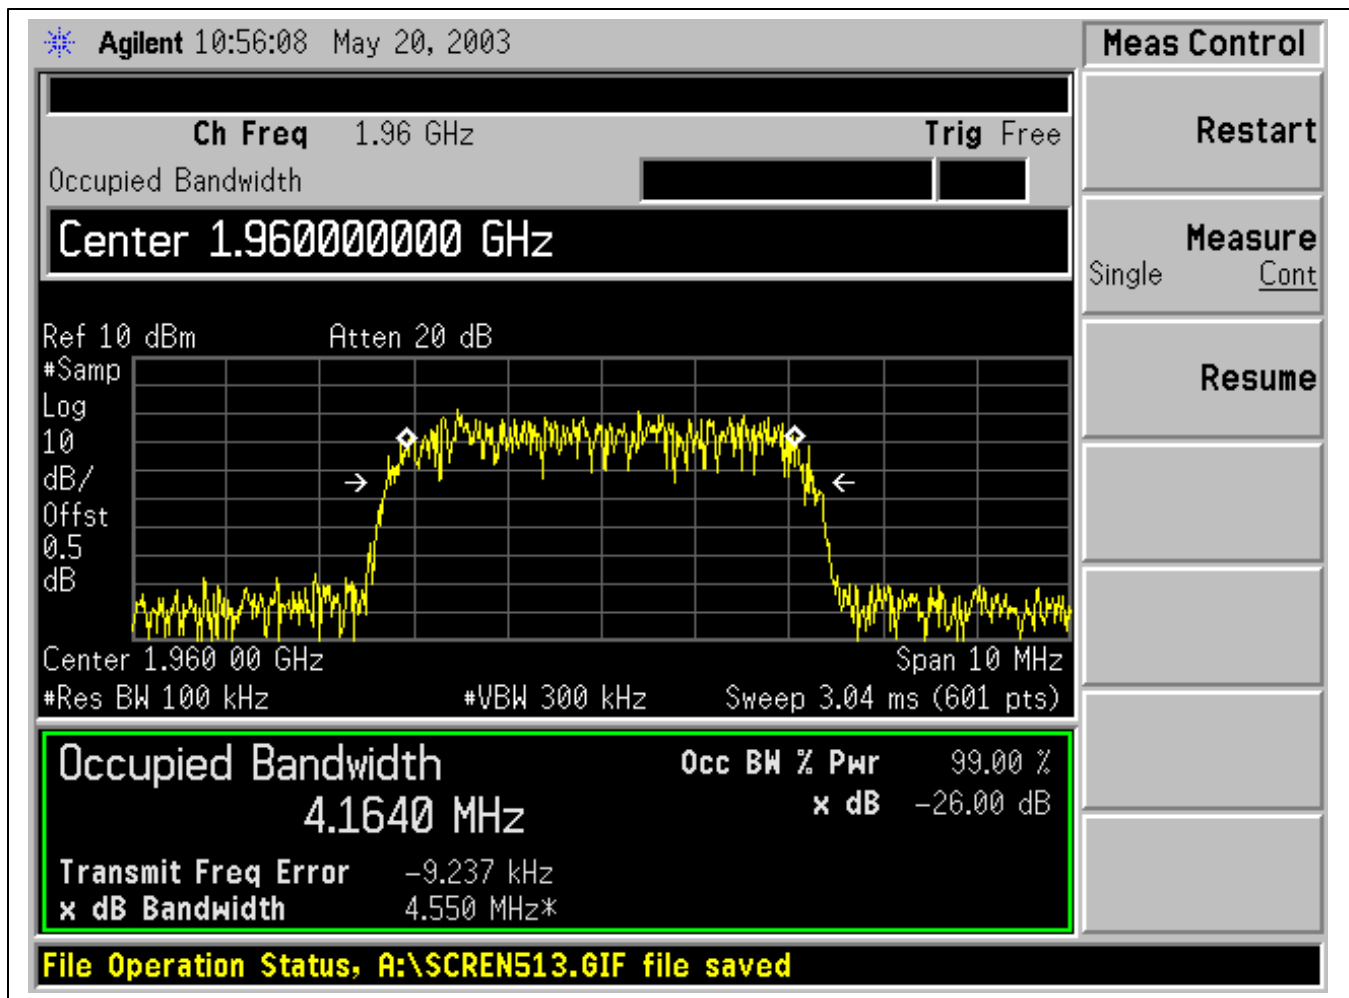 Agilent 10:56:08 May 20, 2003
Meas Control
Ch Freq 1.96 GHz Trig Free
Occupied Bandwidth
Center 1.960000000 GHz
Restart
Measure
Single Cont
Resume
Ref 10 dBm Atten 20 dB
#Samp
Log
10
dB/
Offst
0.5
dB
Center 1.960 00 GHz Span 10 MHz
#Res BW 100 kHz #VBW 300 kHz Sweep 3.04 ms (601 pts)
Occupied Bandwidth Occ BW % Pwr 99.00 %
4.1640 MHz x dB -26.00 dB
Transmit Freq Error -9.237 kHz
x dB Bandwidth 4.550 MHz*
File Operation Status, A:\SCREN513.GIF file saved